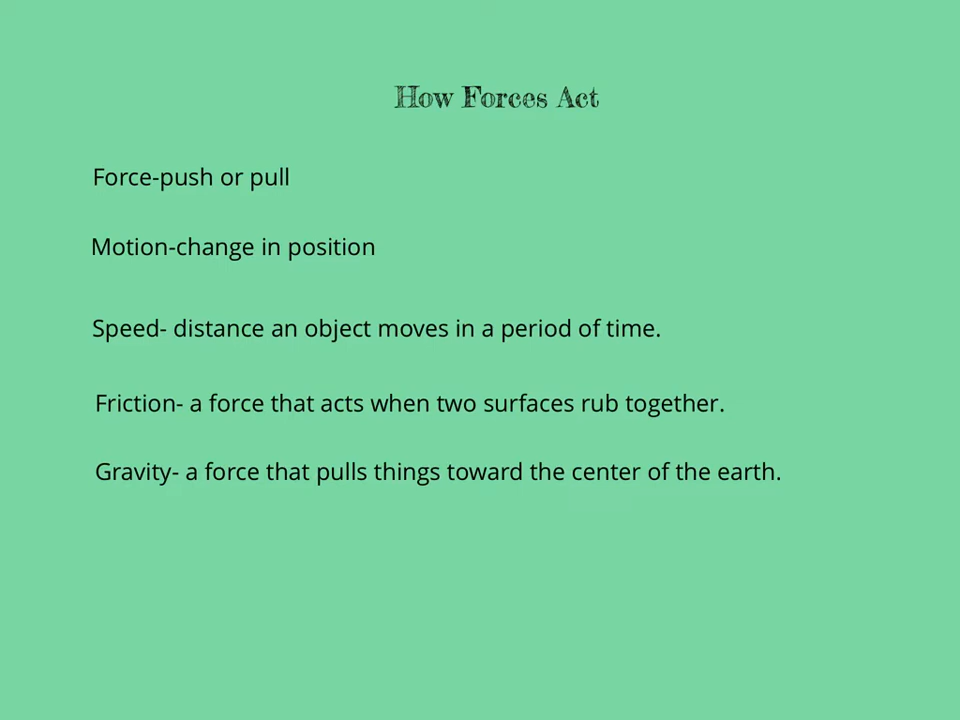 How Forces Act
Force-push or pull
Motion-change in position
Speed- distance an object moves in a period of time.
Friction- a force that acts when two surfaces rub together.
Gravity- a force that pulls things toward the center of the earth.